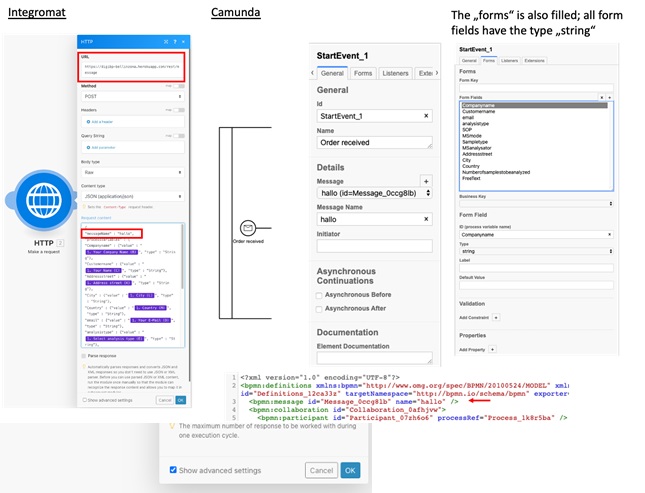 Integromat
Camunda
The „forms“ is also filled; all form
fields have the type „string“
HTTP
URL
Method
POST
Headers
Add a header
Query String
Add parameter
Body type
Raw
Content type
JSON (application/json)
Request content
"messageName" : "hello",
Parse response
Show advanced settings
Cancel
OK
HTTP 2
Make a request
Order received
StartEvent_1
General
Forms
Listeners
General
Id
StartEvent_1
Name
Order received
Details
Message
hallo (id=Message_0ccg8lb)
Message Name
hallo
Initiator
Asynchronous
Continuations
Asynchronous Before
Asynchronous After
Documentation
Element Documentation
StartEvent_1
General
Forms
Listeners
Extensions
Forms
Form Key
Form Fields
Companyname
Customername
email
analysistype
SOP
MSmode
Sampletype
MSanalysator
Addressstreet
City
Country
Numberofsamplestobeanalyzed
Freetext
Business Key
Form Field
ID (process variable name)
Companyname
Type
string
Label
Default Value
Validation
Add Constraint
Properties
Add Property
1 <?xml version="1.0" encoding="UTF-8"?>
2 <bpmn:definitions xmlns:bpmn="http://www.omg.org/spec/BPMN/20100524/MODEL"
id="Definitions_12ca33z" targetNamespace="http://bpmn.io/schema/bpmn"
3 <bpmn:message id="Message_0ccg8lb" name="hallo" />
4 <bpmn:collaboration id="Collaboration_0afhjvw">
5 <bpmn:participant id="Participant_07zh6o6" processRef="Process_1k8r5ba" />
The maximum number of response to be worked with during
one execution cycle.
Show advanced settings
Cancel
OK